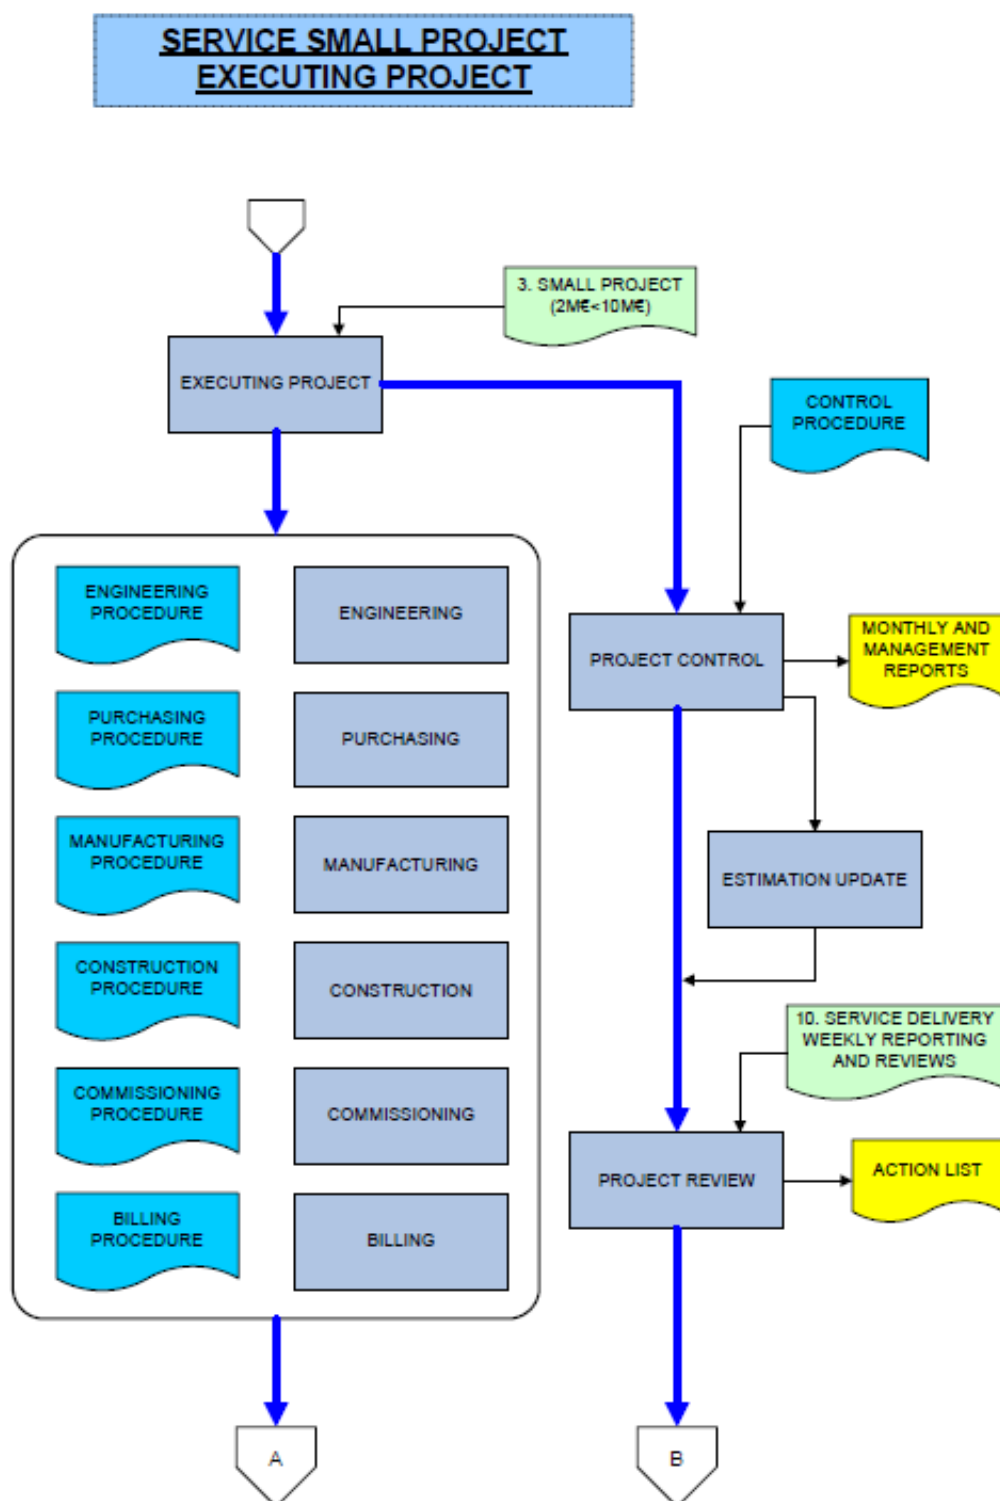 SERVICE SMALL PROJECT
EXECUTING PROJECT
3. SMALL PROJECT
(2M€<10M€)
EXECUTING PROJECT
CONTROL
PROCEDURE
ENGINEERING
PROCEDURE
ENGINEERING
PROJECT CONTROL
MONTHLY AND
MANAGEMENT
REPORTS
PURCHASING
PROCEDURE
PURCHASING
MANUFACTURING
PROCEDURE
MANUFACTURING
ESTIMATION UPDATE
CONSTRUCTION
PROCEDURE
CONSTRUCTION
10. SERVICE DELIVERY
WEEKLY REPORTING
AND REVIEWS
COMMISSIONING
PROCEDURE
COMMISSIONING
PROJECT REVIEW
ACTION LIST
BILLING
PROCEDURE
BILLING
A
B